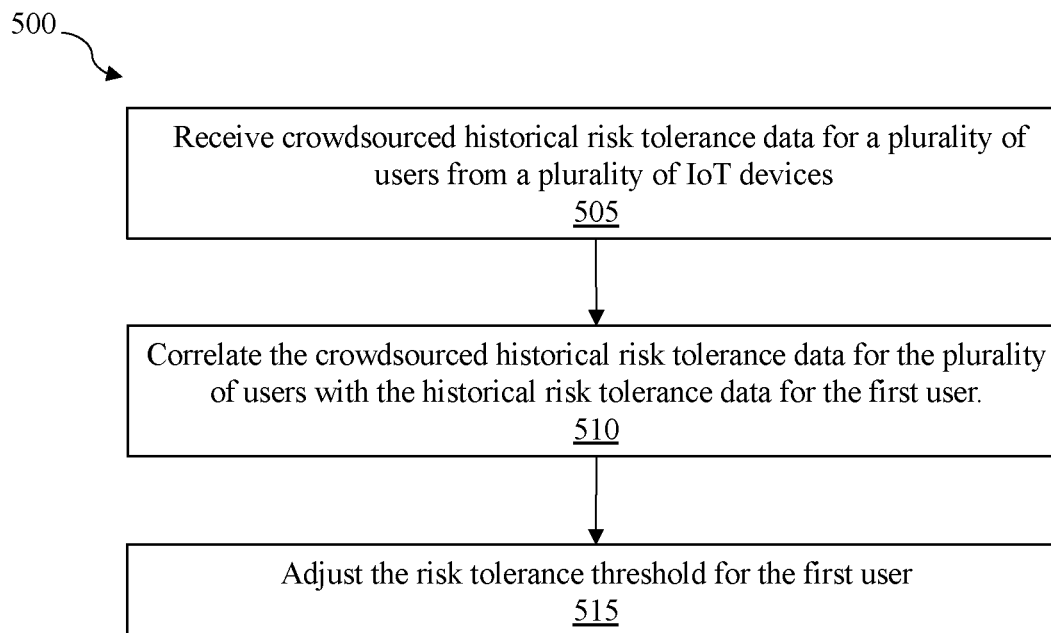 500
Receive crowdsourced historical risk tolerance data for a plurality of
users from a plurality of IoT devices
505
Correlate the crowdsourced historical risk tolerance data for the plurality
of users with the historical risk tolerance data for the first user.
510
Adjust the risk tolerance threshold for the first user
515